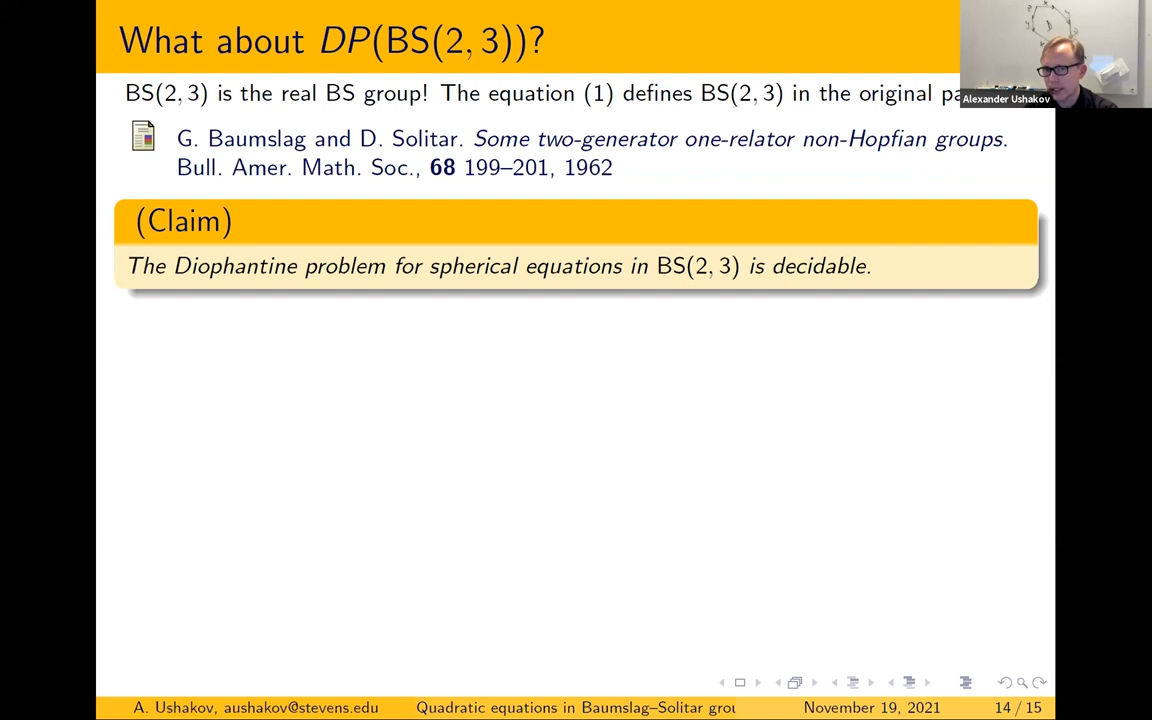 What about DP(BS(2, 3))?
BS(2, 3) is the real BS group! The equation (1) defines BS(2, 3) in the original
Alexander Ushakov
G. Baumslag and D. Solitar. Some two-generator one-relator non-Hopfian groups.
Bull. Amer. Math. Soc., 68 199–201, 1962
(Claim)
The Diophantine problem for spherical equations in BS(2, 3) is decidable.
A. Ushakov, aushakov@stevens.edu
Quadratic equations in Baumslag–Solitar
November 19, 2021
14 / 15